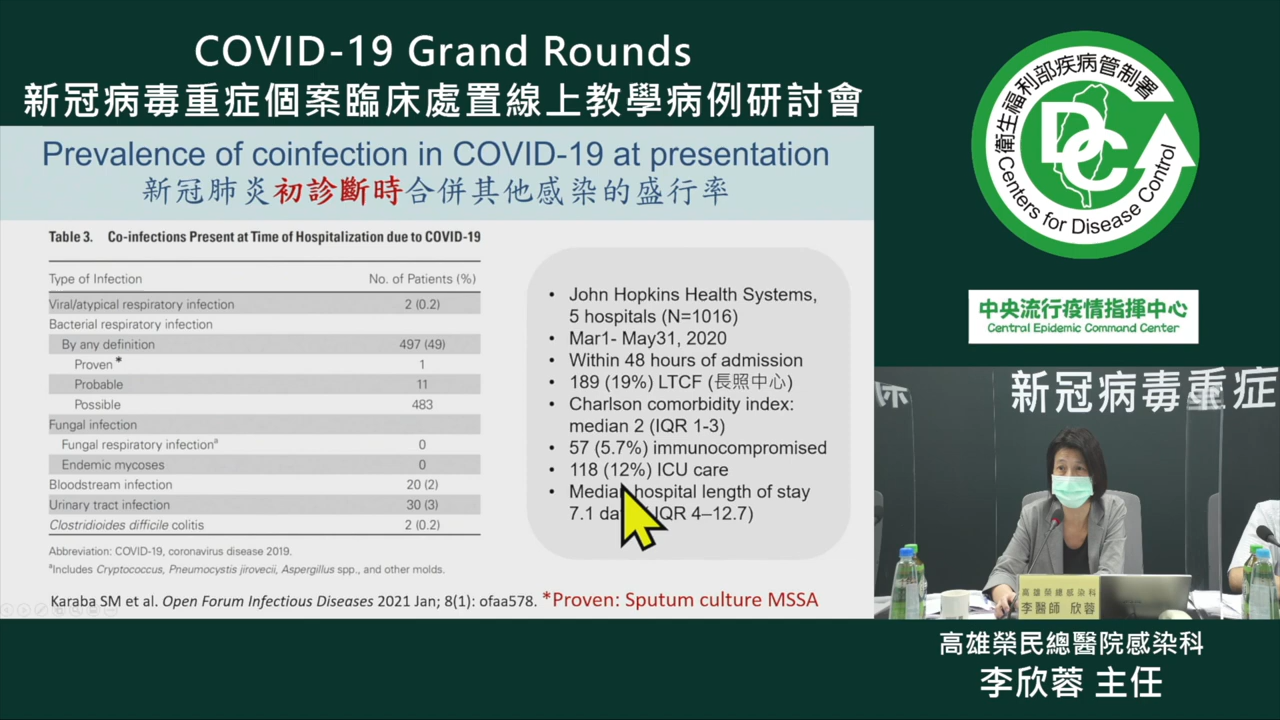 COVID-19 Grand Rounds
新冠病毒重症個案臨床處置線上教學病例研討會
Prevalence of coinfection in COVID-19 at presentation
新冠肺炎初診斷時合併其他感染的盛行率
Table 3. Co-infections Present at Time of Hospitalization due to COVID-19
Type of Infection No. of Patients (%)
Viral/atypical respiratory infection 2 (0.2)
Bacterial respiratory infection
By any definition 497 (49)
Proven* 1
Probable 11
Possible 483
Fungal infection
Fungal respiratory infectionᵃ 0
Endemic mycoses 0
Bloodstream infection 20 (2)
Urinary tract infection 30 (3)
Clostridioides difficile colitis 2 (0.2)
Abbreviation: COVID-19, coronavirus disease 2019.
ᵃIncludes Cryptococcus, Pneumocystis jirovecii, Aspergillus spp., and other molds.
Karaba SM et al. Open Forum Infectious Diseases 2021 Jan; 8(1): ofaa578. *Proven: Sputum culture MSSA
• John Hopkins Health Systems,
5 hospitals (N=1016)
• Mar1- May31, 2020
• Within 48 hours of admission
• 189 (19%) LTCF (長照中心)
• Charlson comorbidity index:
median 2 (IQR 1-3)
• 57 (5.7%) immunocompromised
• 118 (12%) ICU care
• Median hospital length of stay
7.1 IQR 4–12.7)
衛生福利部疾病管制署
CDC
Centers for Disease Control
中央流行疫情指揮中心
Central Epidemic Command Center
新冠病毒重症
高雄榮總感染科
李醫師 欣蓉
高雄榮民總醫院感染科
李欣蓉 主任